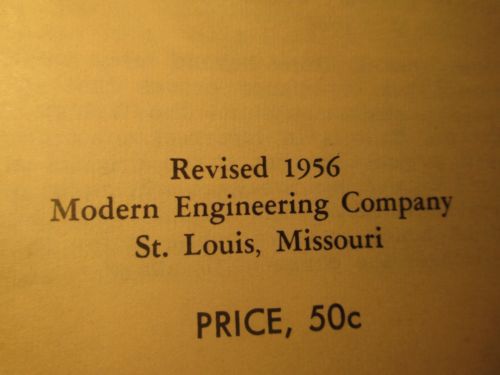 Revised 1956
Modern Engineering Company
St. Louis, Missouri
PRICE, 50c